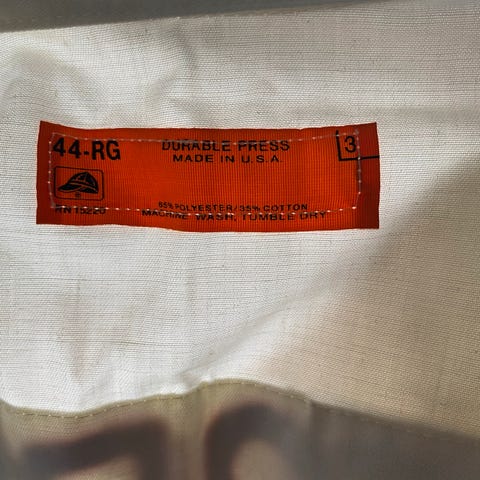 44-RG
DURABLE PRESS
3
MADE IN U.S.A.
®
RN 15220
65% POLYESTER/35% COTTON
MACHINE WASH, TUMBLE DRY